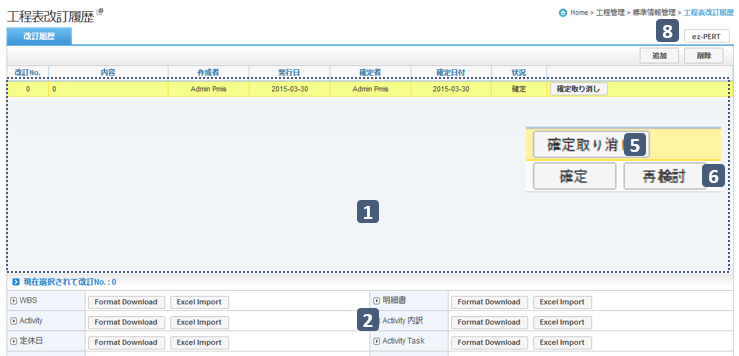 工程表改訂履歴
Home > 工程管理 > 標準情報管理 > 工程表改訂履歴
改訂履歴
8
ez-PERT
追加 削除
改訂No. 内容 作成者 発行日 確定者 確定日付 状況
0 0 Admin Pmis 2015-03-30 Admin Pmis 2015-03-30 確定 確定取り消し
確定取り消 5
確定 再検討 6
1
現在選択されて改訂No. : 0
WBS Format Download Excel Import 明細書 Format Download Excel Import
Activity Format Download Excel Import 2 Activity 内訳 Format Download Excel Import
定休日 Format Download Excel Import Activity Task Format Download Excel Import